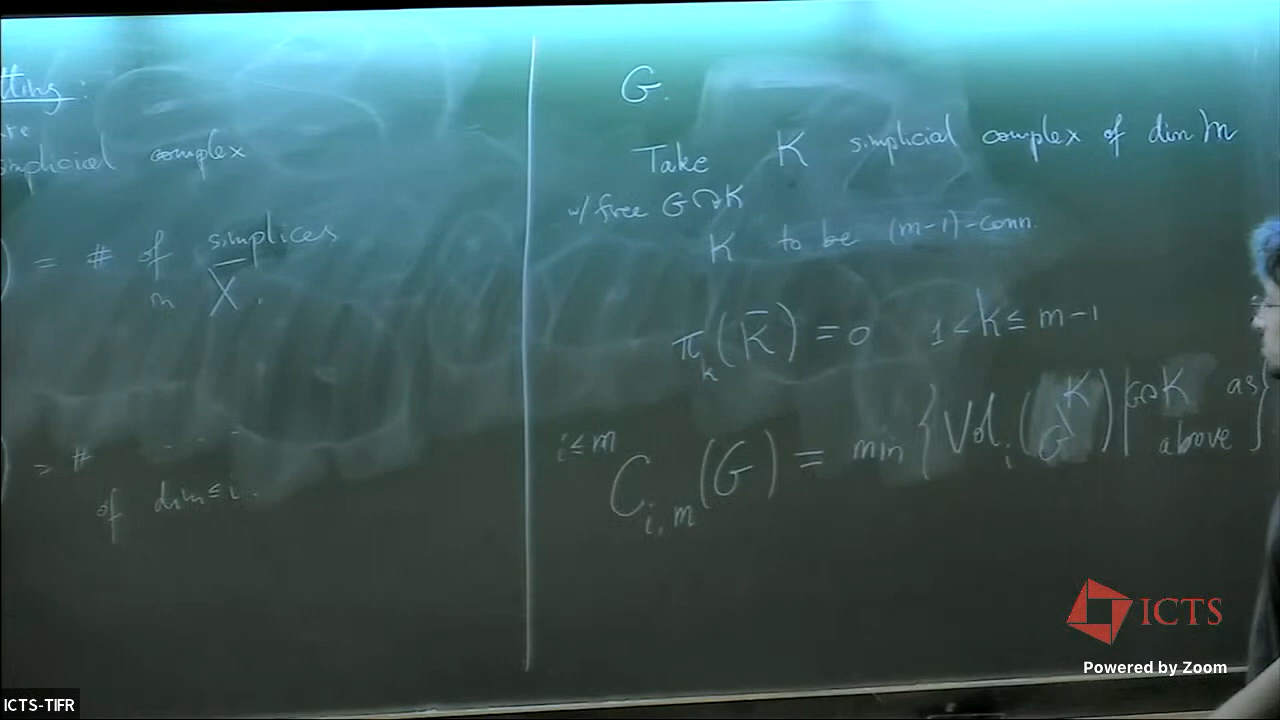 simplicial complex
) = # of simplices
in X̅.
) = # - - - -
of dim ≤ i.
G.
Take K simplicial complex of dim m
w/ free G↷K
K to be (m-1)-conn.
π_k(K̅) = 0 1 < k ≤ m-1
i ≤ m C_{i,m}(G) = min { Vol_i(G\K) | G↷K as above }
ICTS
Powered by Zoom
ICTS-TIFR